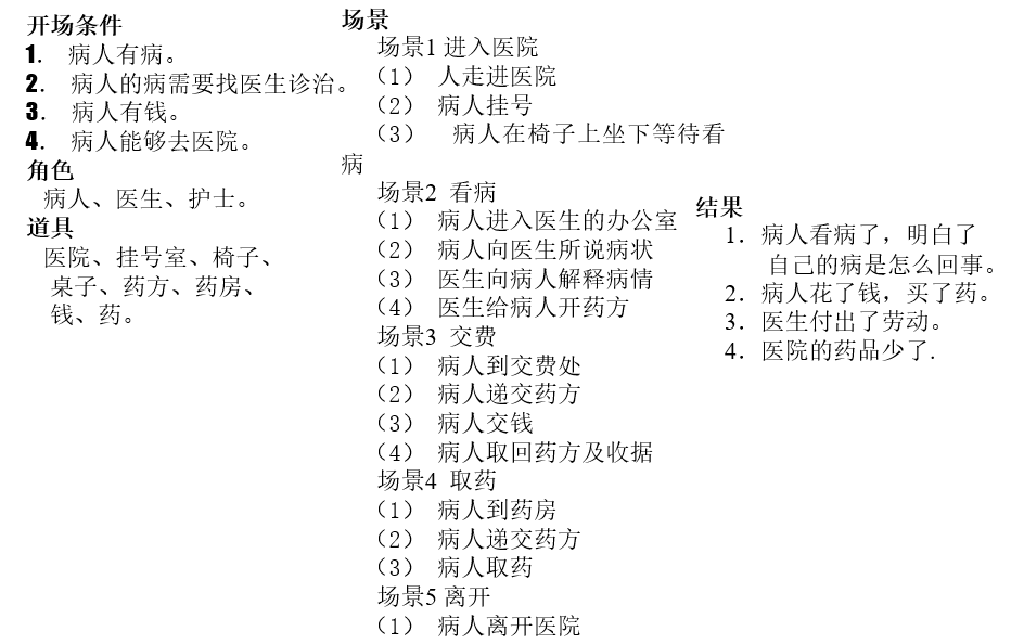 开场条件
1. 病人有病。
2. 病人的病需要找医生诊治。
3. 病人有钱。
4. 病人能够去医院。
角色
病人、医生、护士。
道具
医院、挂号室、椅子、
桌子、药方、药房、
钱、药。
场景
场景1 进入医院
（1） 人走进医院
（2） 病人挂号
（3） 病人在椅子上坐下等待看
病
场景2 看病
（1） 病人进入医生的办公室
（2） 病人向医生所说病状
（3） 医生向病人解释病情
（4） 医生给病人开药方
场景3 交费
（1） 病人到交费处
（2） 病人递交药方
（3） 病人交钱
（4） 病人取回药方及收据
场景4 取药
（1） 病人到药房
（2） 病人递交药方
（3） 病人取药
场景5 离开
（1） 病人离开医院
结果
1．病人看病了，明白了
自己的病是怎么回事。
2．病人花了钱，买了药。
3．医生付出了劳动。
4．医院的药品少了.